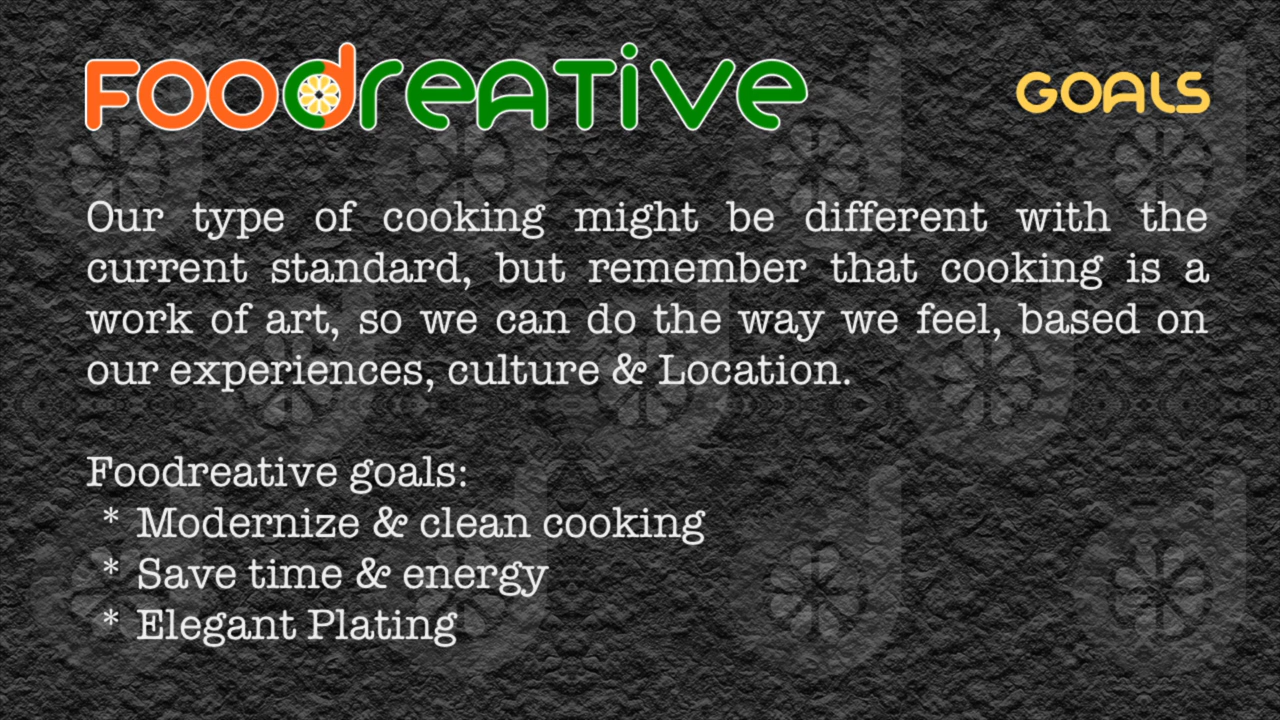 Foodreative
GOALS
Our type of cooking might be different with the
current standard, but remember that cooking is a
work of art, so we can do the way we feel, based on
our experiences, culture & Location.
Foodreative goals:
* Modernize & clean cooking
* Save time & energy
* Elegant Plating